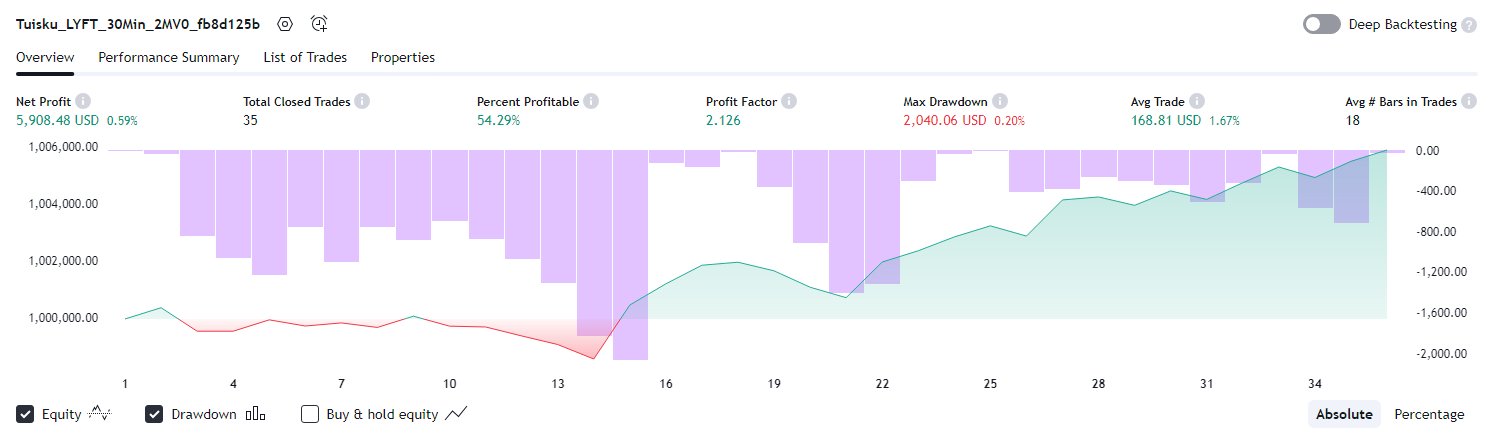 Tuisku_LYFT_30Min_2MV0_fb8d125b Deep Backtesting ?
Overview Performance Summary List of Trades Properties
Net Profit i Total Closed Trades i Percent Profitable i Profit Factor i Max Drawdown i Avg Trade i Avg # Bars in Trades i
5,908.48 USD 0.59% 35 54.29% 2.126 2,040.06 USD 0.20% 168.81 USD 1.67% 18
1,006,000.00 0.00
1,004,000.00 -400.00
-800.00
1,002,000.00 -1,200.00
1,000,000.00 -1,600.00
-2,000.00
1 4 7 10 13 16 19 22 25 28 31 34
Equity Drawdown Buy & hold equity Absolute Percentage